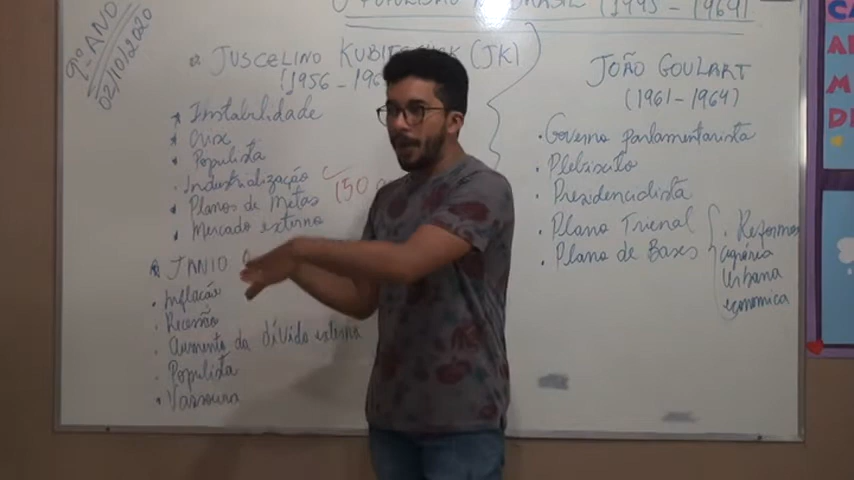 O POPULISMO NO BRASIL (1945 - 1964)
9º ANO
02/10/2020
JUSCELINO KUBITSCHEK (JK)
(1956 - 196
Instabilidade
Crise
Populista
Industrialização
Planos de Metas
Mercado externo
(50
JANIO
Inflação
Recessão
Aumento da dívida externa
Populista
Vassoura
JOÃO GOULART
(1961 - 1964)
Governo parlamentarista
Plebiscito
Presidencialista
Plano Trienal
Plano de Bases
Reformas
agrária
Urbana
economica